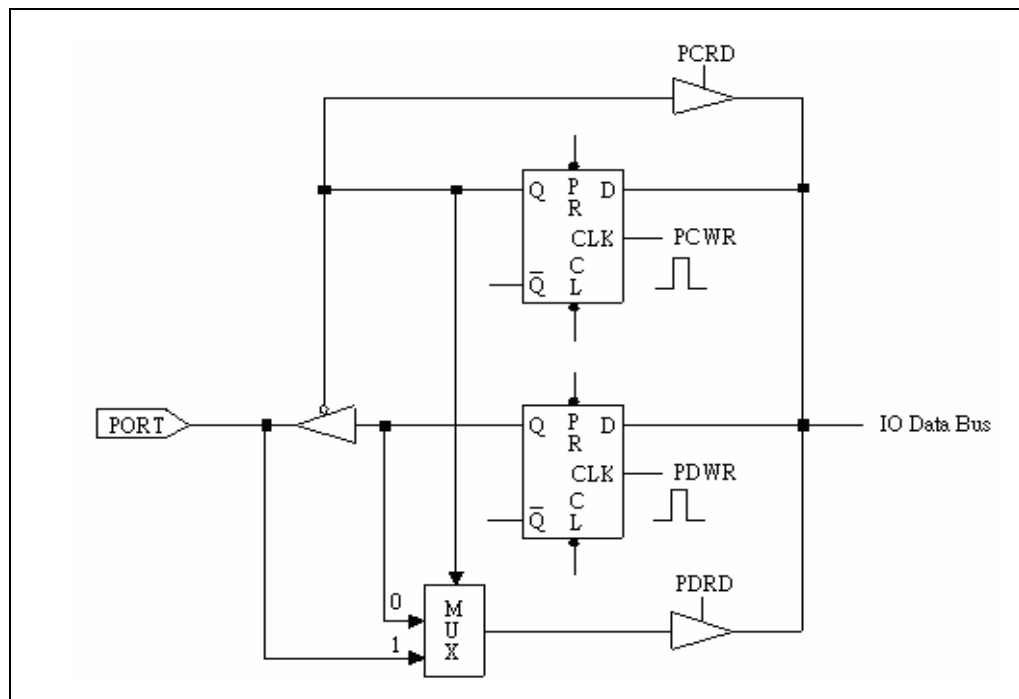 PCRD
Q P R D
CLK PCWR
Q̅ C L
PORT
Q P R D
IO Data Bus
CLK PDWR
Q̅ C L
PDRD
0
1
M U X